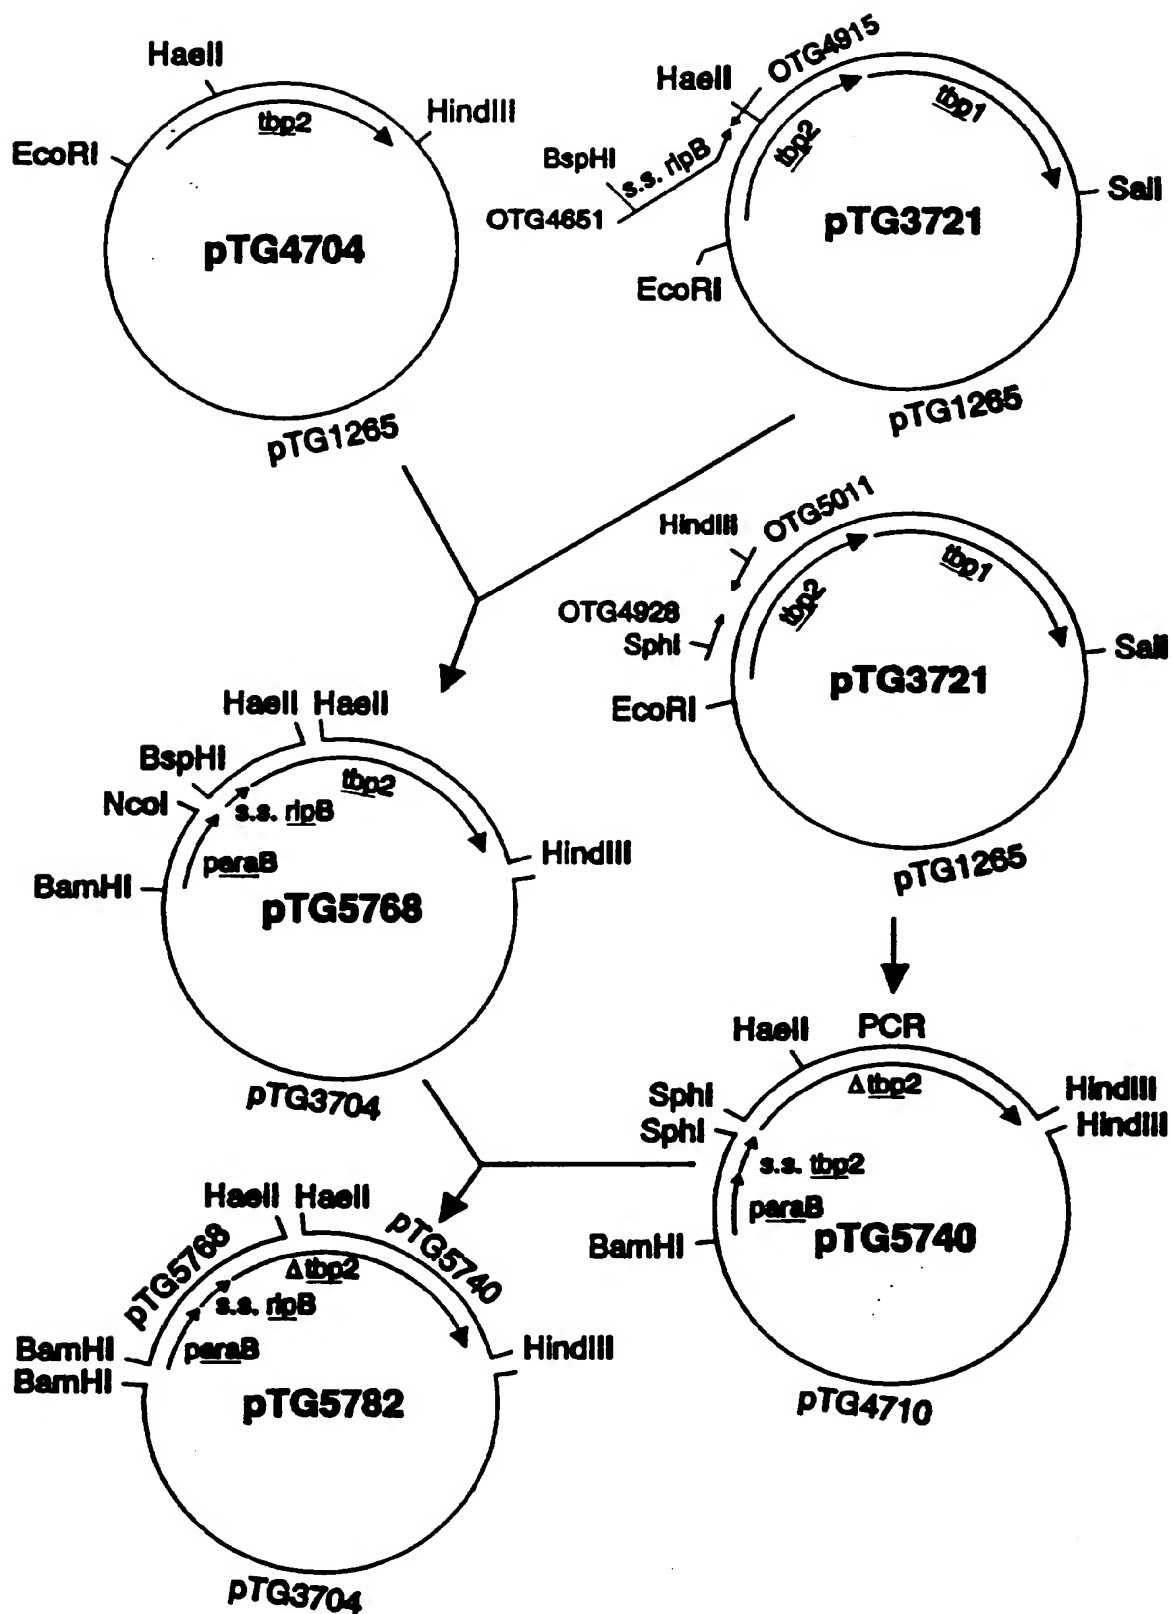 HaeII
tbp2
HindIII
EcoRI
pTG4704
pTG1265
OTG4915
HaeII
tbp1
tbp2
BspHI
s.s. rlpB
OTG4651
SalI
pTG3721
EcoRI
pTG1265
HindIII
OTG5011
tbp1
tbp2
OTG4928
SphI
SalI
pTG3721
EcoRI
pTG1265
HaeII HaeII
BspHI
tbp2
NcoI
s.s. rlpB
HindIII
paraB
BamHI
pTG5768
pTG3704
PCR
HaeII
Δtbp2
HindIII
SphI
HindIII
SphI
s.s. tbp2
paraB
pTG5740
BamHI
pTG4710
HaeII HaeII
pTG5768
pTG5740
Δtbp2
s.s. rlpB
BamHI
paraB
HindIII
BamHI
pTG5782
pTG3704